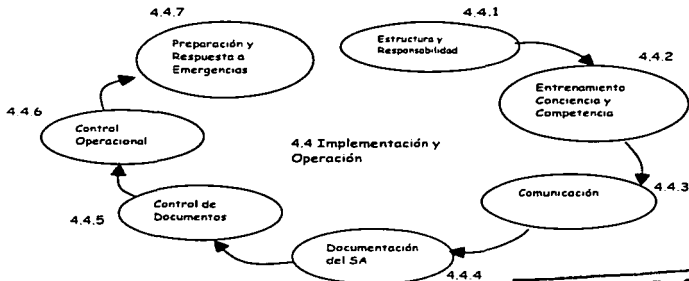 4.4.7
Preparación y
Respuesta a
Emergencias
4.4.1
Estructura y
Responsabilidad
4.4.2
Entrenamiento
Conciencia y
Competencia
4.4.6
Control
Operacional
4.4 Implementación y
Operación
Comunicación
4.4.3
Control de
Documentos
4.4.5
Documentación
del SA
4.4.4